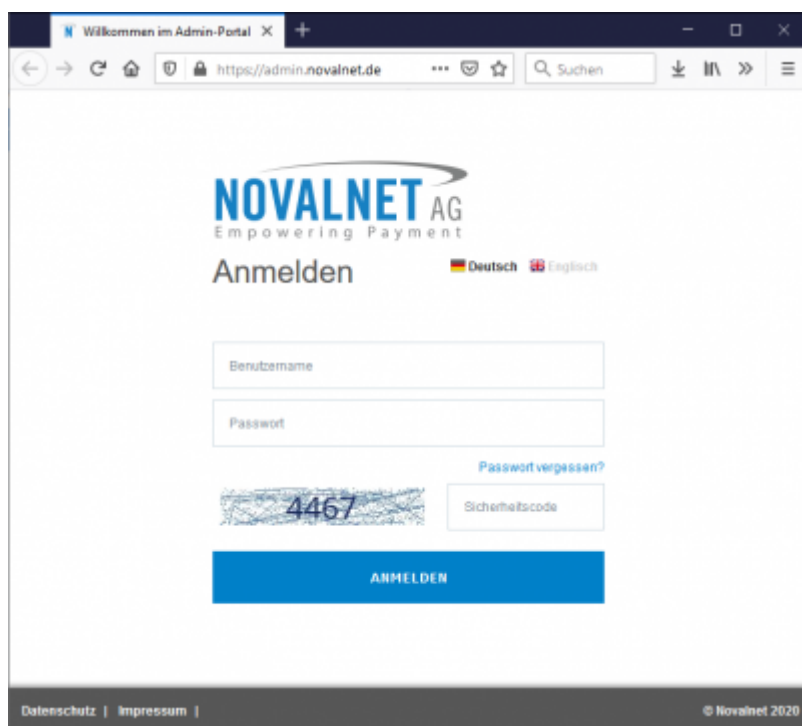 Willkommen im Admin-Portal
https://admin.novalnet.de
Suchen
NOVALNET AG
Empowering Payment
Anmelden
Deutsch Englisch
Benutzername
Passwort
Passwort vergessen?
4467 Sicherheitscode
ANMELDEN
Datenschutz | Impressum | © Novalnet 2020